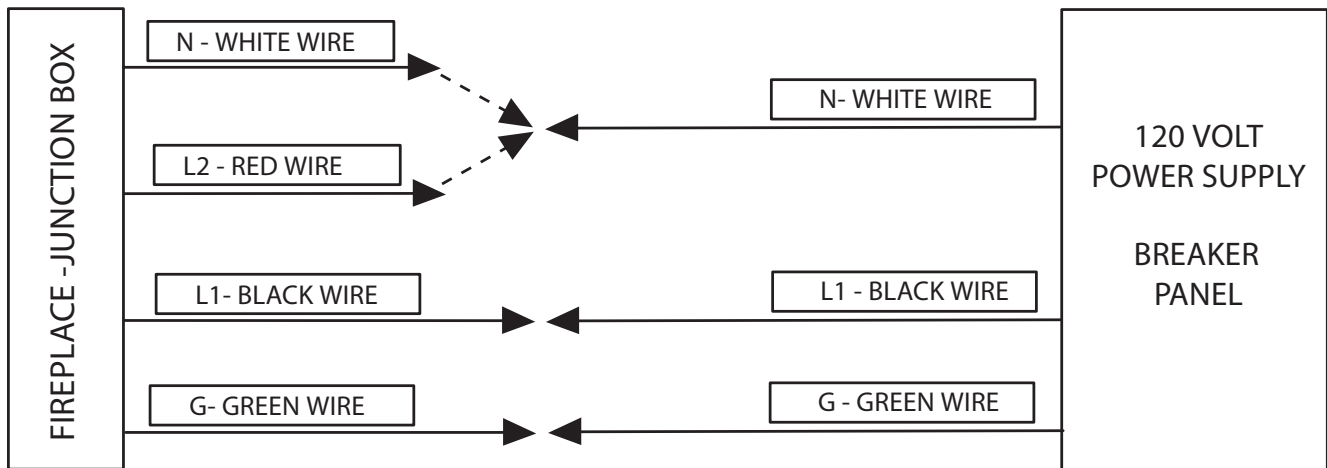 FIREPLACE -JUNCTION BOX
N - WHITE WIRE
L2 - RED WIRE
L1- BLACK WIRE
G- GREEN WIRE
N- WHITE WIRE
L1 - BLACK WIRE
G - GREEN WIRE
120 VOLT
POWER SUPPLY
BREAKER
PANEL